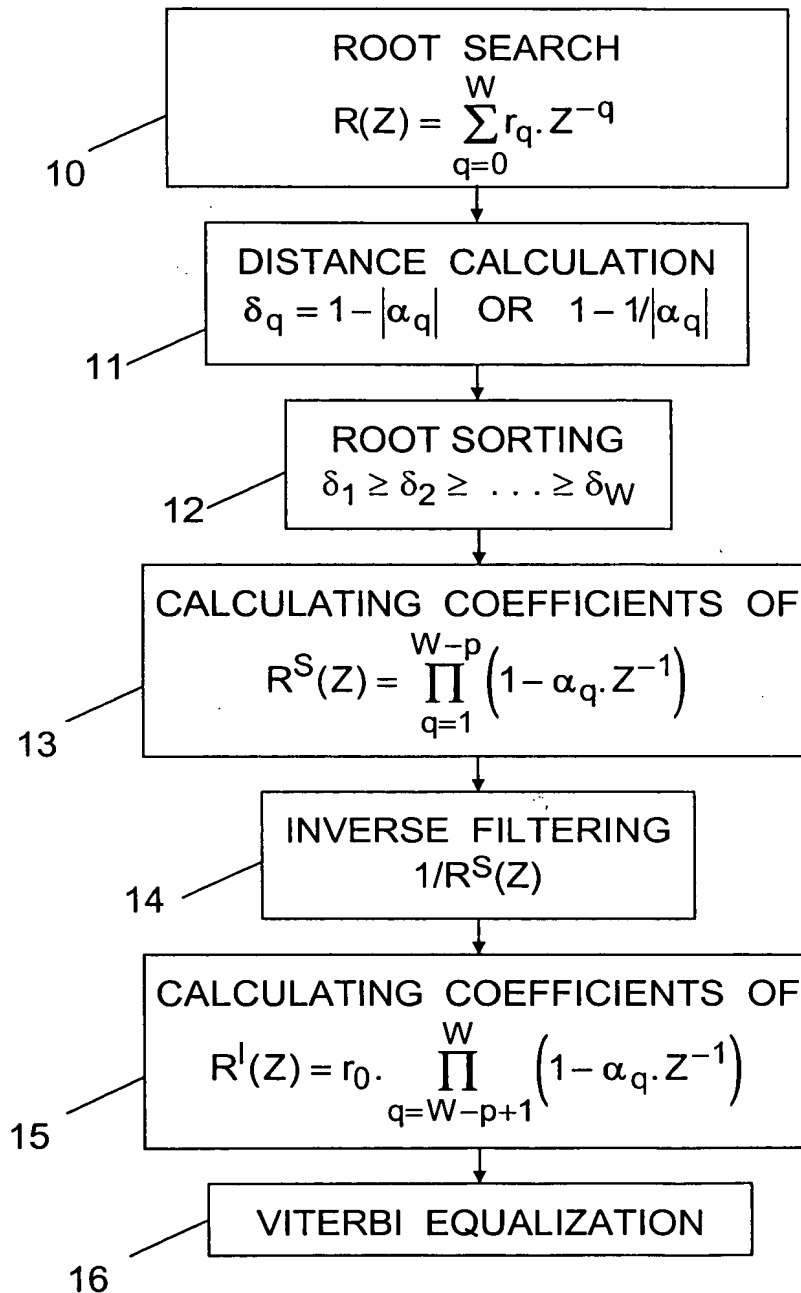 ROOT SEARCH
R(Z) = ∑_{q=0}^{W} r_q . Z^{-q}
10
DISTANCE CALCULATION
δ_q = 1 - |α_q| OR 1 - 1/|α_q|
11
ROOT SORTING
δ_1 ≥ δ_2 ≥ . . . ≥ δ_W
12
CALCULATING COEFFICIENTS OF
R^S(Z) = ∏_{q=1}^{W-p} (1 - α_q . Z^{-1})
13
INVERSE FILTERING
1/R^S(Z)
14
CALCULATING COEFFICIENTS OF
R^I(Z) = r_0 . ∏_{q=W-p+1}^{W} (1 - α_q . Z^{-1})
15
VITERBI EQUALIZATION
16